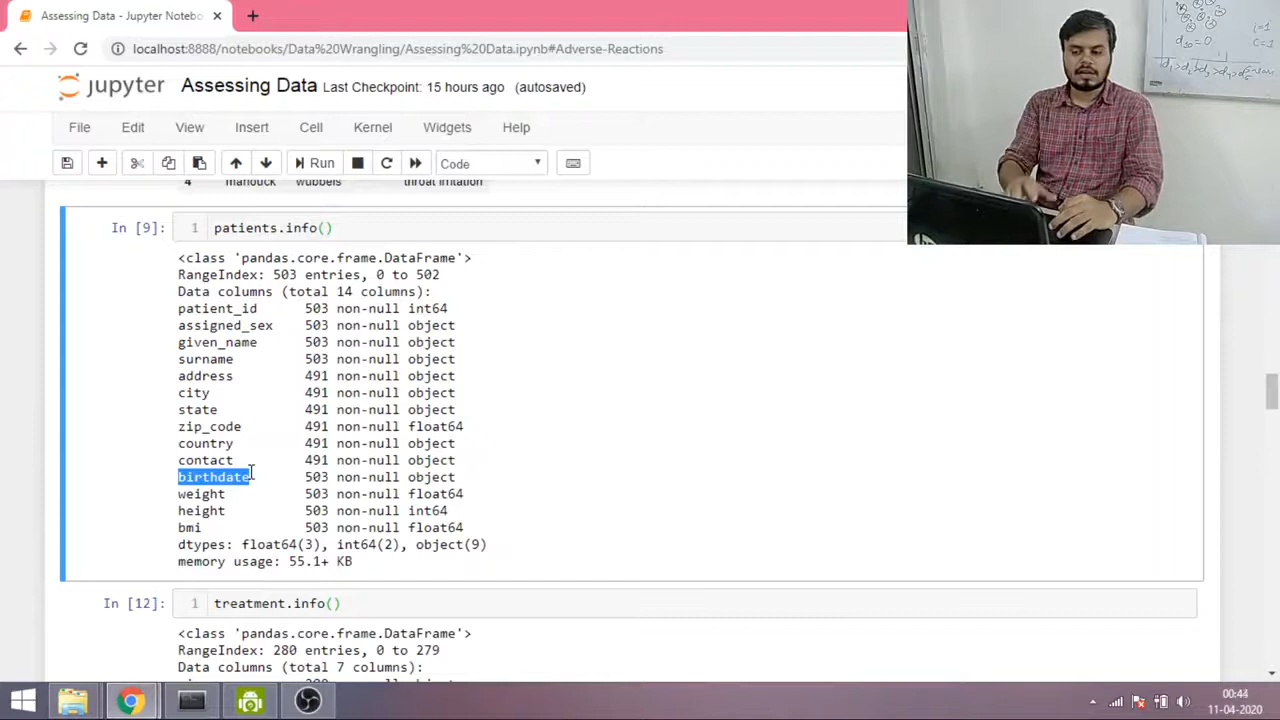 Assessing Data - Jupyter Notebo
localhost:8888/notebooks/Data%20Wrangling/Assessing%20Data.ipynb#Adverse-Reactions
jupyter Assessing Data Last Checkpoint: 15 hours ago (autosaved)
File Edit View Insert Cell Kernel Widgets Help
Run Code
4 manouck wubbels throat irritation
In [9]: 1 patients.info()
<class 'pandas.core.frame.DataFrame'>
RangeIndex: 503 entries, 0 to 502
Data columns (total 14 columns):
patient_id 503 non-null int64
assigned_sex 503 non-null object
given_name 503 non-null object
surname 503 non-null object
address 491 non-null object
city 491 non-null object
state 491 non-null object
zip_code 491 non-null float64
country 491 non-null object
contact 491 non-null object
birthdate 503 non-null object
weight 503 non-null float64
height 503 non-null int64
bmi 503 non-null float64
dtypes: float64(3), int64(2), object(9)
memory usage: 55.1+ KB
In [12]: 1 treatment.info()
<class 'pandas.core.frame.DataFrame'>
RangeIndex: 280 entries, 0 to 279
Data columns (total 7 columns):
00:44
11-04-2020